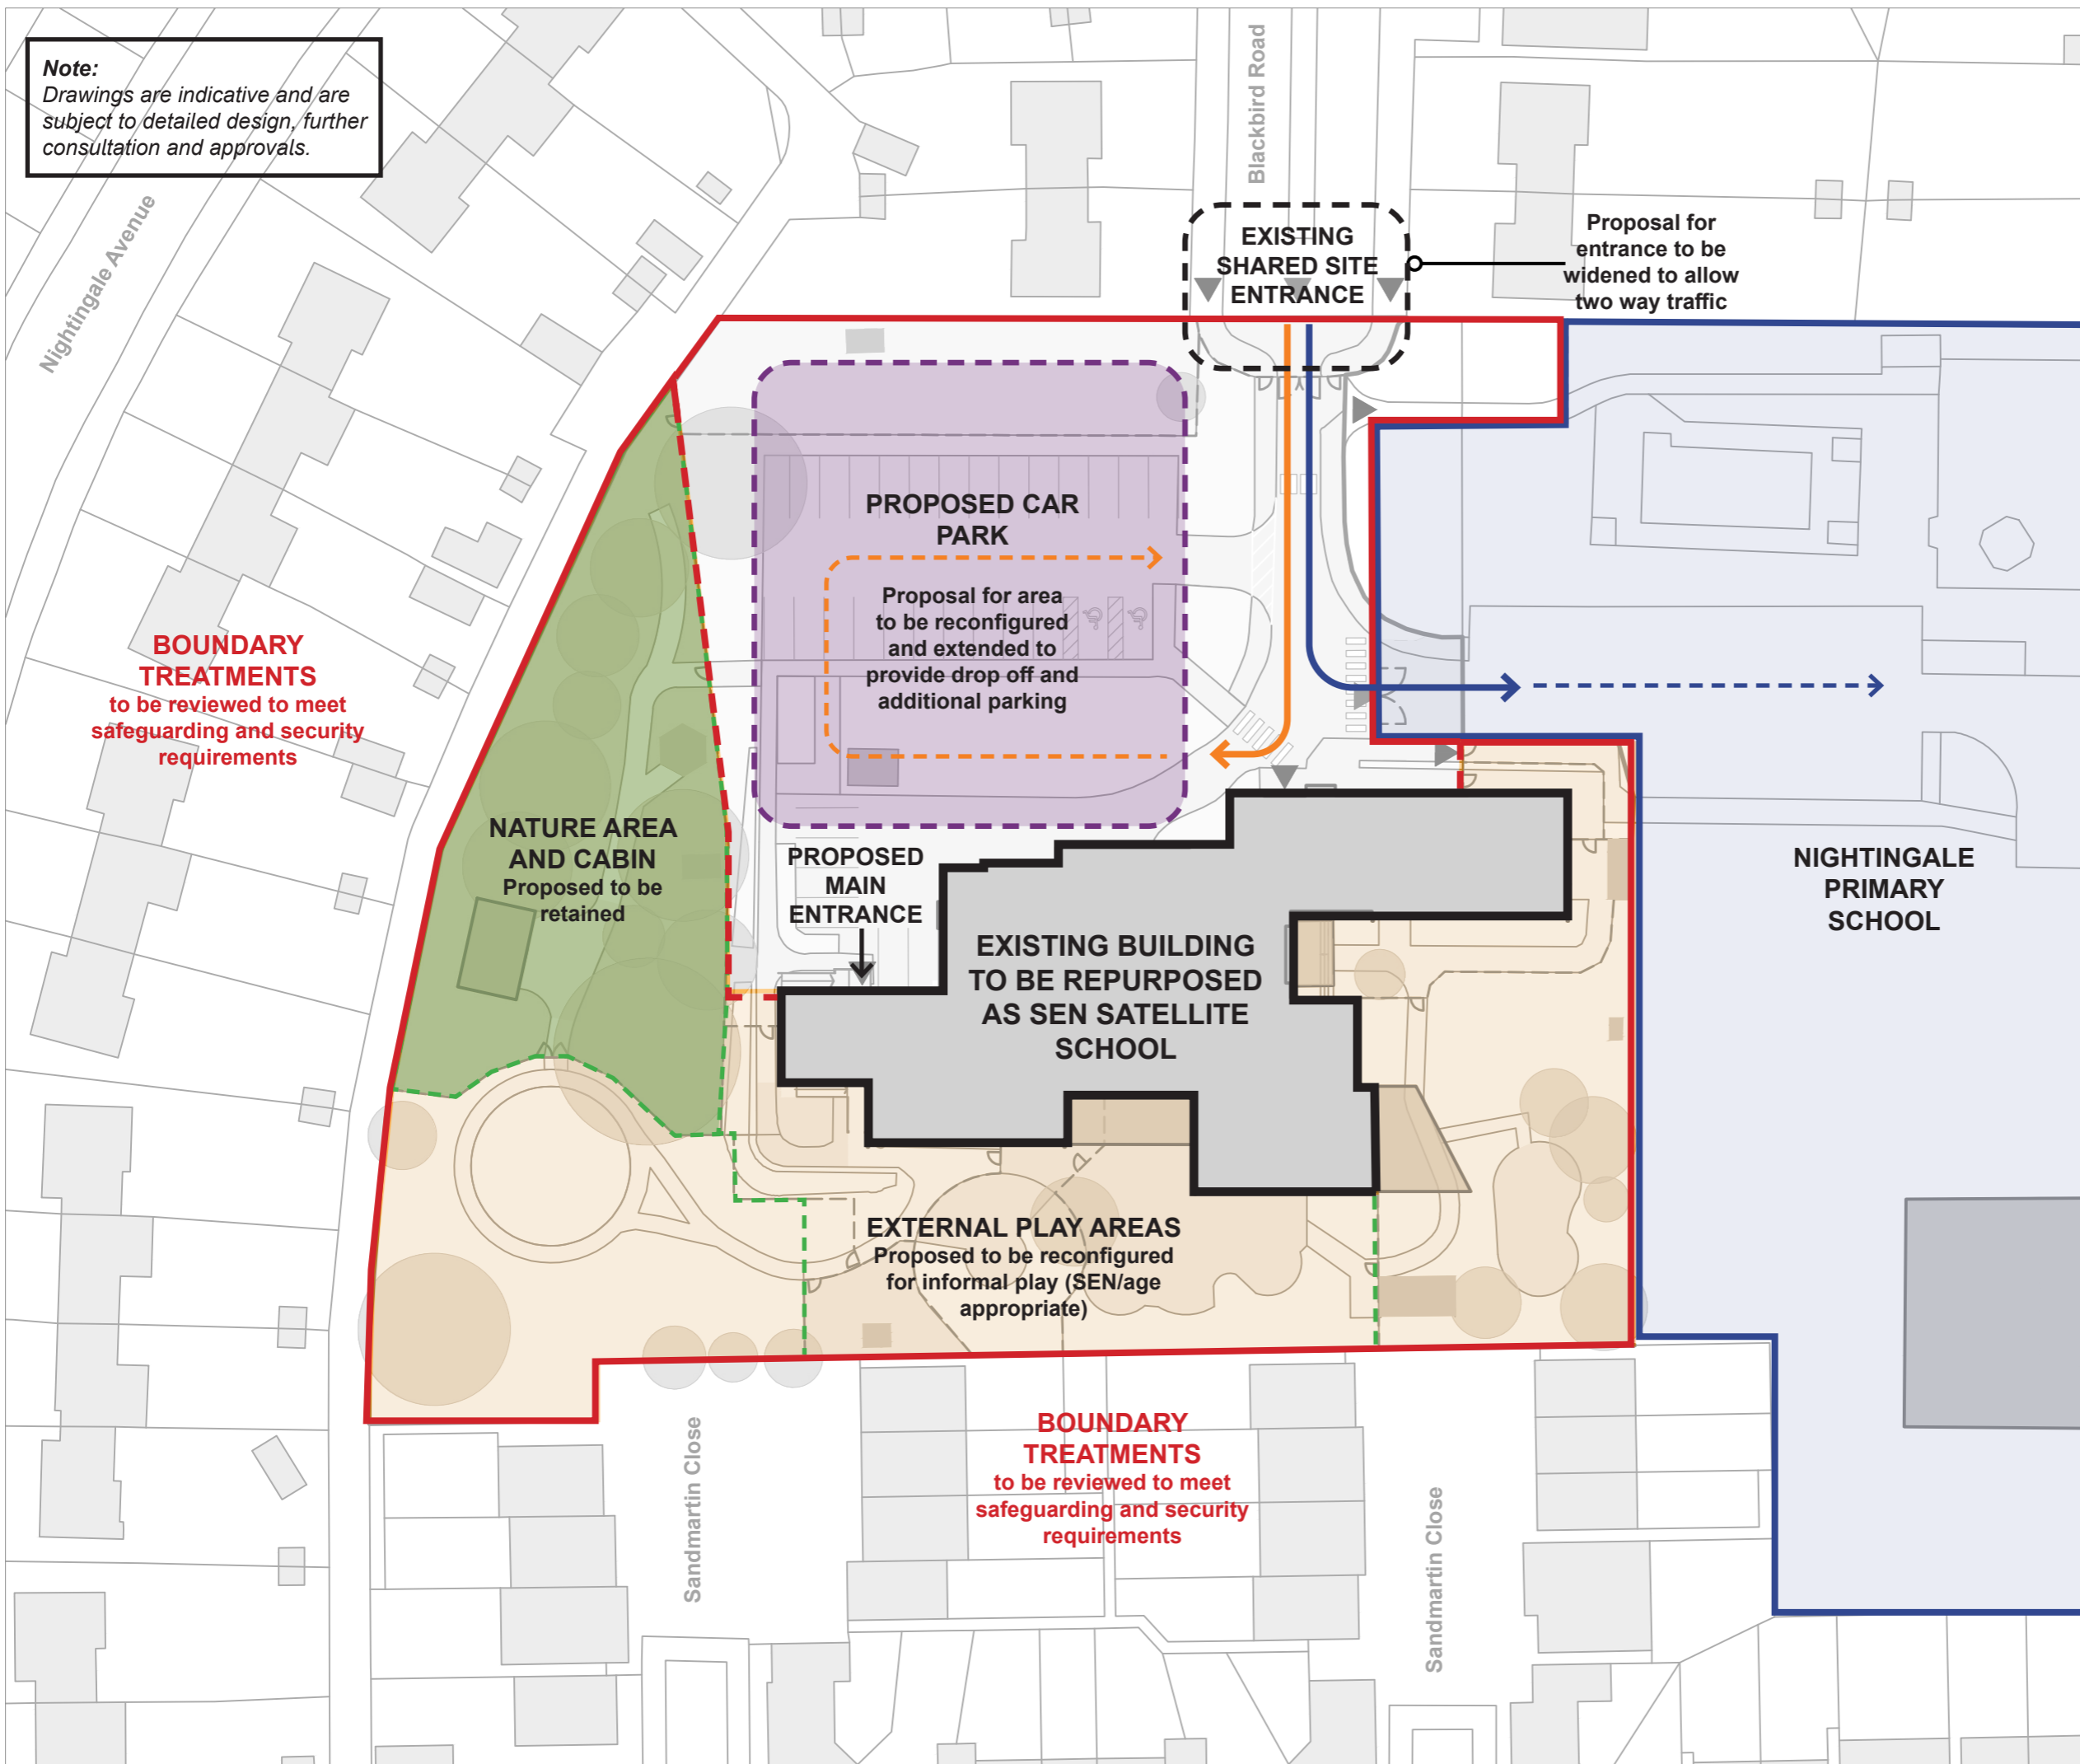 Note:
Drawings are indicative and are
subject to detailed design, further
consultation and approvals.
Nightingale Avenue
Blackbird Road
EXISTING
SHARED SITE
ENTRANCE
Proposal for
entrance to be
widened to allow
two way traffic
PROPOSED CAR
PARK
Proposal for area
to be reconfigured
and extended to
provide drop off and
additional parking
BOUNDARY
TREATMENTS
to be reviewed to meet
safeguarding and security
requirements
NATURE AREA
AND CABIN
Proposed to be
retained
PROPOSED
MAIN
ENTRANCE
EXISTING BUILDING
TO BE REPURPOSED
AS SEN SATELLITE
SCHOOL
NIGHTINGALE
PRIMARY
SCHOOL
EXTERNAL PLAY AREAS
Proposed to be reconfigured
for informal play (SEN/age
appropriate)
BOUNDARY
TREATMENTS
to be reviewed to meet
safeguarding and security
requirements
Sandmartin Close
Sandmartin Close